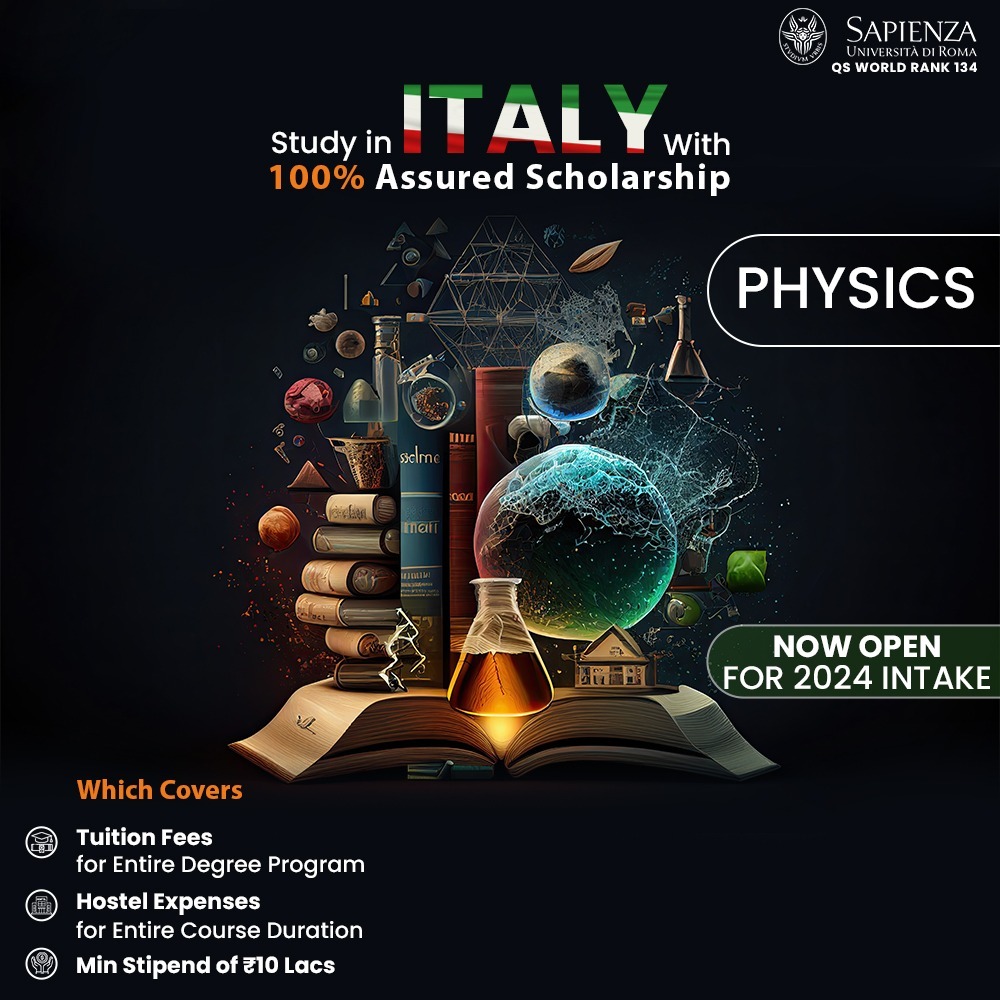 SAPIENZA
UNIVERSITÀ DI ROMA
QS WORLD RANK 134
STVDIVM VRBIS
Study in ITALY With
100% Assured Scholarship
PHYSICS
NOW OPEN
FOR 2024 INTAKE
Which Covers
Tuition Fees
for Entire Degree Program
Hostel Expenses
for Entire Course Duration
Min Stipend of ₹10 Lacs